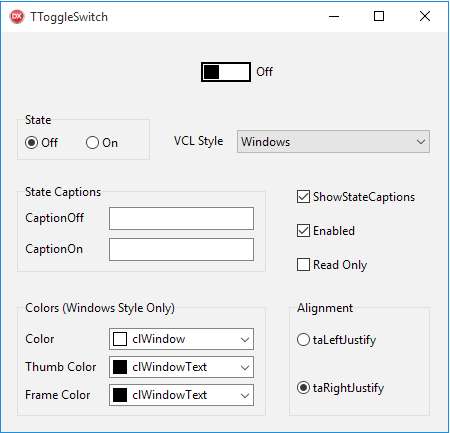 DX TToggleSwitch
Off
State
Off On
VCL Style Windows
State Captions
CaptionOff
CaptionOn
ShowStateCaptions
Enabled
Read Only
Colors (Windows Style Only)
Color clWindow
Thumb Color clWindowText
Frame Color clWindowText
Alignment
taLeftJustify
taRightJustify